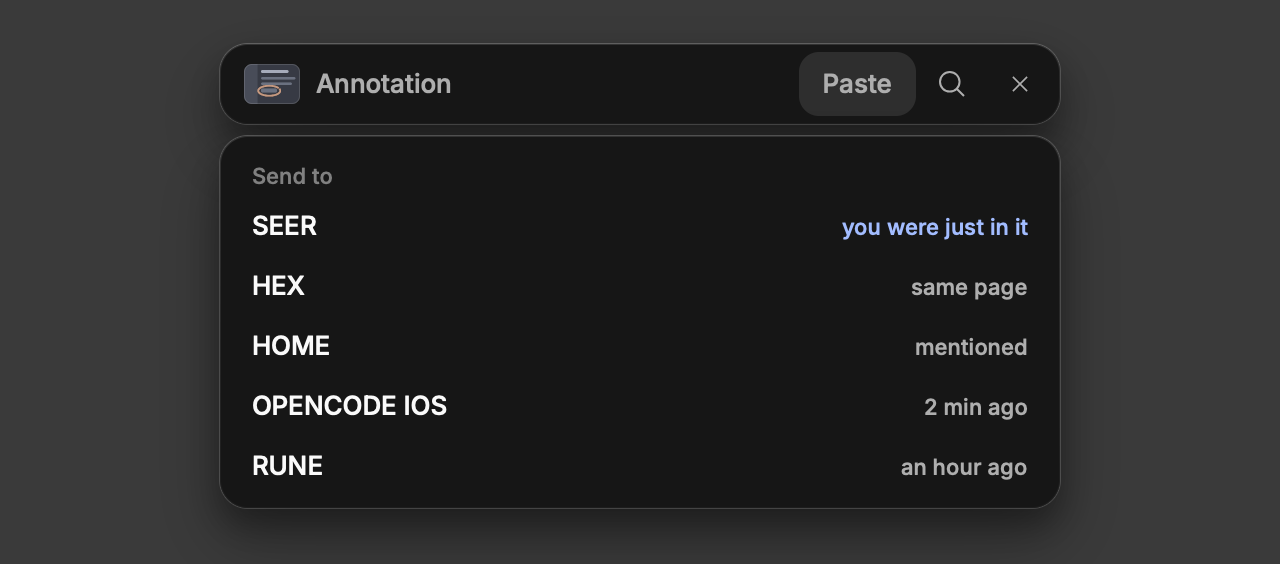 Annotation
Paste
Send to
SEER
you were just in it
HEX
same page
HOME
mentioned
OPENCODE IOS
2 min ago
RUNE
an hour ago